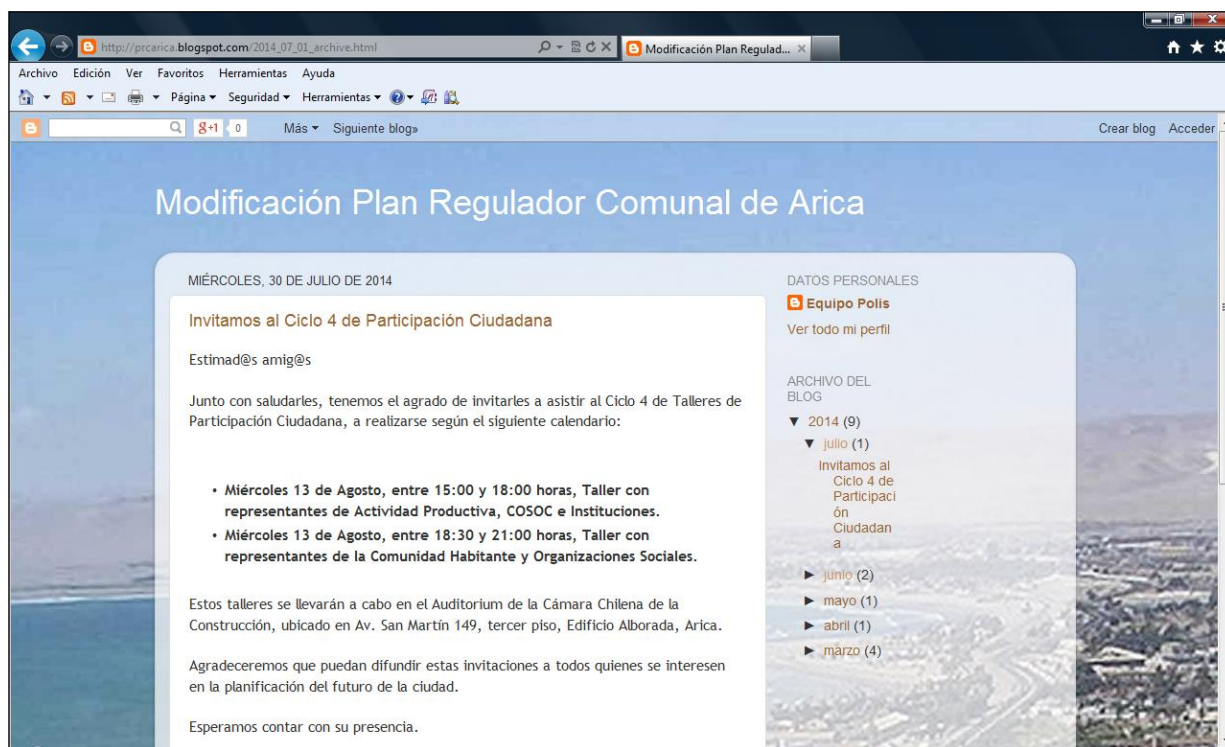 http://prcarica.blogspot.com/2014_07_01_archive.html
Modificación Plan Regulad...
Archivo Edición Ver Favoritos Herramientas Ayuda
Página Seguridad Herramientas
8+1 0 Más Siguiente blog» Crear blog Acceder
Modificación Plan Regulador Comunal de Arica
MIÉRCOLES, 30 DE JULIO DE 2014
Invitamos al Ciclo 4 de Participación Ciudadana
Estimad@s amig@s
Junto con saludarles, tenemos el agrado de invitarles a asistir al Ciclo 4 de Talleres de
Participación Ciudadana, a realizarse según el siguiente calendario:
• Miércoles 13 de Agosto, entre 15:00 y 18:00 horas, Taller con
representantes de Actividad Productiva, COSOC e Instituciones.
• Miércoles 13 de Agosto, entre 18:30 y 21:00 horas, Taller con
representantes de la Comunidad Habitante y Organizaciones Sociales.
Estos talleres se llevarán a cabo en el Auditorium de la Cámara Chilena de la
Construcción, ubicado en Av. San Martín 149, tercer piso, Edificio Alborada, Arica.
Agradeceremos que puedan difundir estas invitaciones a todos quienes se interesen
en la planificación del futuro de la ciudad.
Esperamos contar con su presencia.
DATOS PERSONALES
Equipo Polis
Ver todo mi perfil
ARCHIVO DEL
BLOG
▼ 2014 (9)
▼ julio (1)
Invitamos al
Ciclo 4 de
Participaci
ón
Ciudadan
a
► junio (2)
► mayo (1)
► abril (1)
► marzo (4)